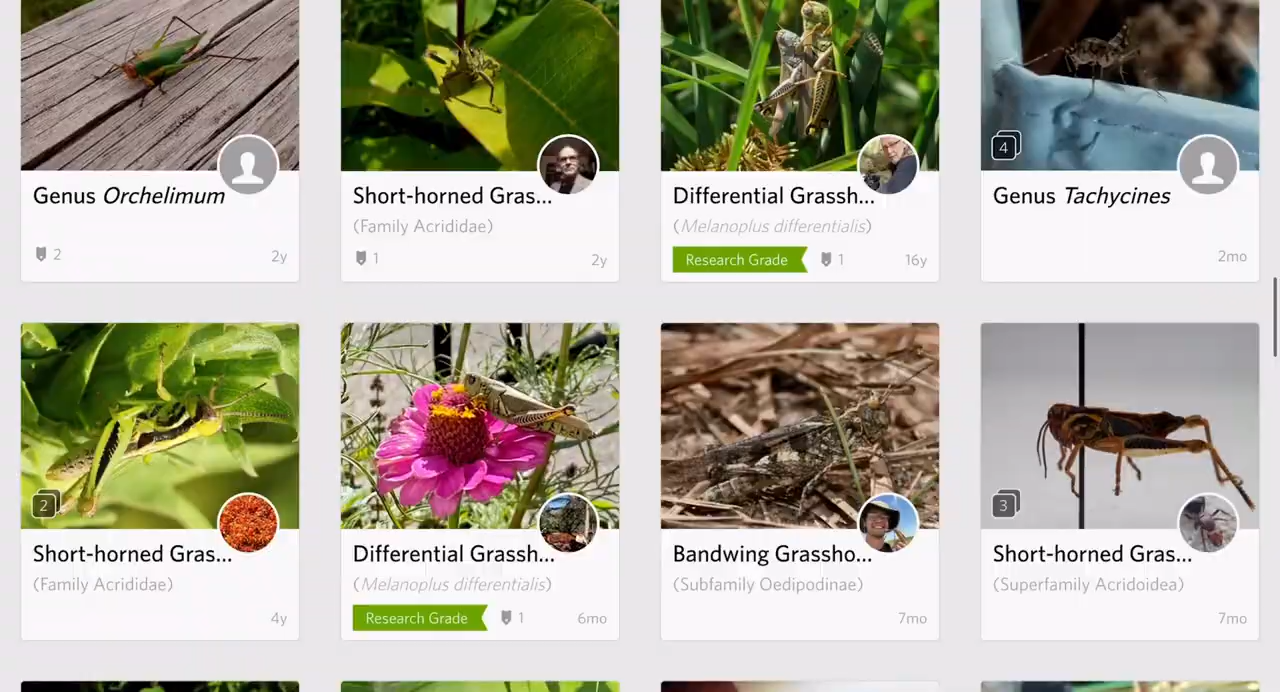 4
Genus Orchelimum
2
2y
Short-horned Gras...
(Family Acrididae)
1
2y
Differential Grassh...
(Melanoplus differentialis)
Research Grade
1
16y
Genus Tachycines
2mo
2
3
Short-horned Gras...
(Family Acrididae)
4y
Differential Grassh...
(Melanoplus differentialis)
Research Grade
1
6mo
Bandwing Grassho...
(Subfamily Oedipodinae)
7mo
Short-horned Gras...
(Superfamily Acridoidea)
7mo